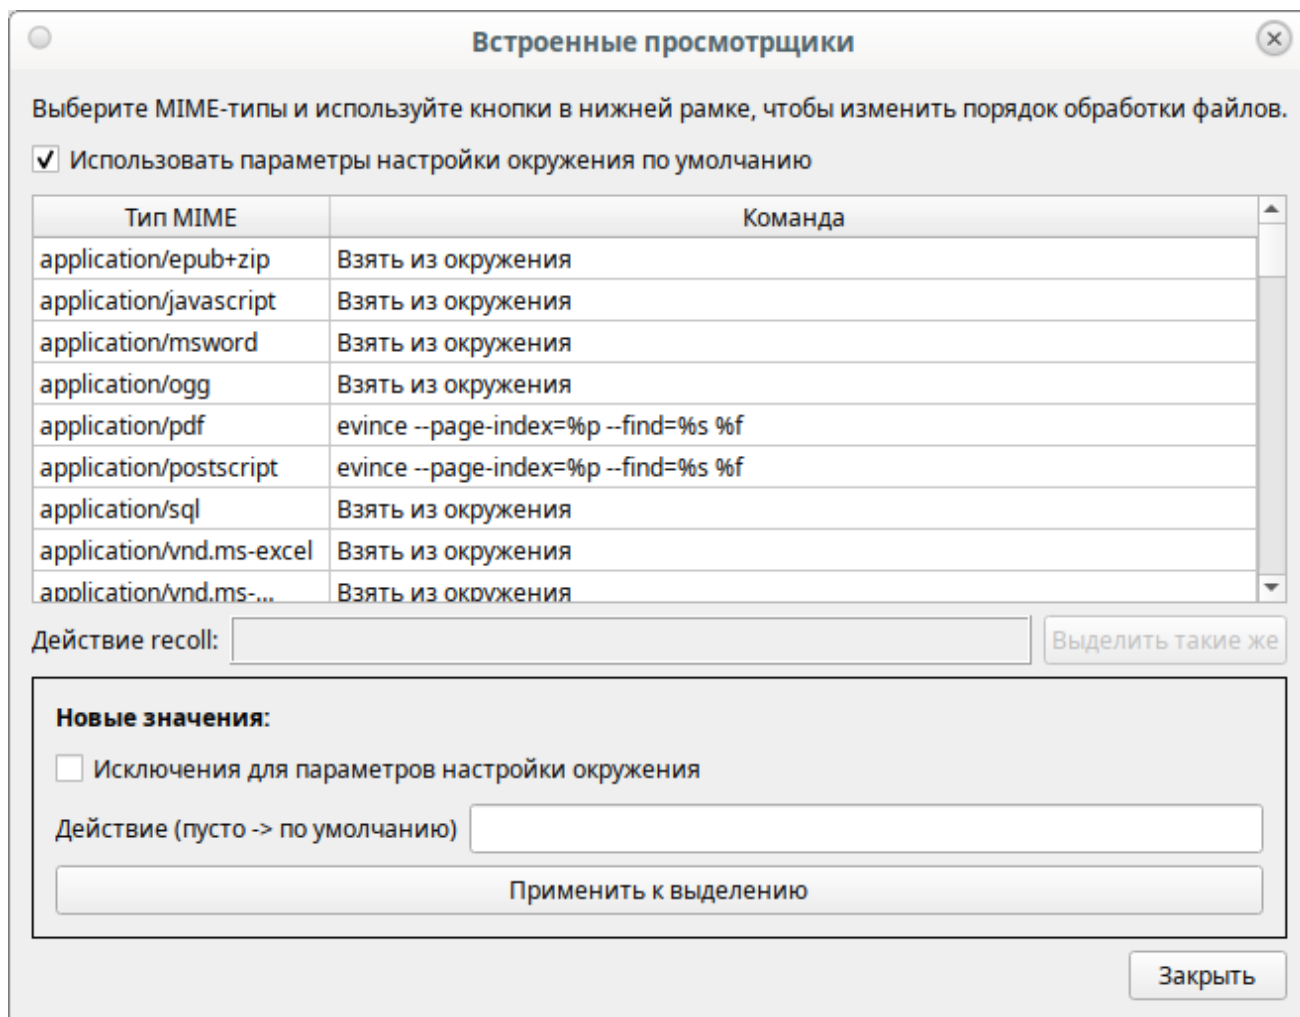 Встроенные просмотрщики
Выберите MIME-типы и используйте кнопки в нижней рамке, чтобы изменить порядок обработки файлов.
Использовать параметры настройки окружения по умолчанию
Тип MIME Команда
application/epub+zip Взять из окружения
application/javascript Взять из окружения
application/msword Взять из окружения
application/ogg Взять из окружения
application/pdf evince --page-index=%p --find=%s %f
application/postscript evince --page-index=%p --find=%s %f
application/sql Взять из окружения
application/vnd.ms-excel Взять из окружения
application/vnd.ms-... Взять из окружения
Действие recoll: Выделить такие же
Новые значения:
Исключения для параметров настройки окружения
Действие (пусто -> по умолчанию)
Применить к выделению
Закрыть